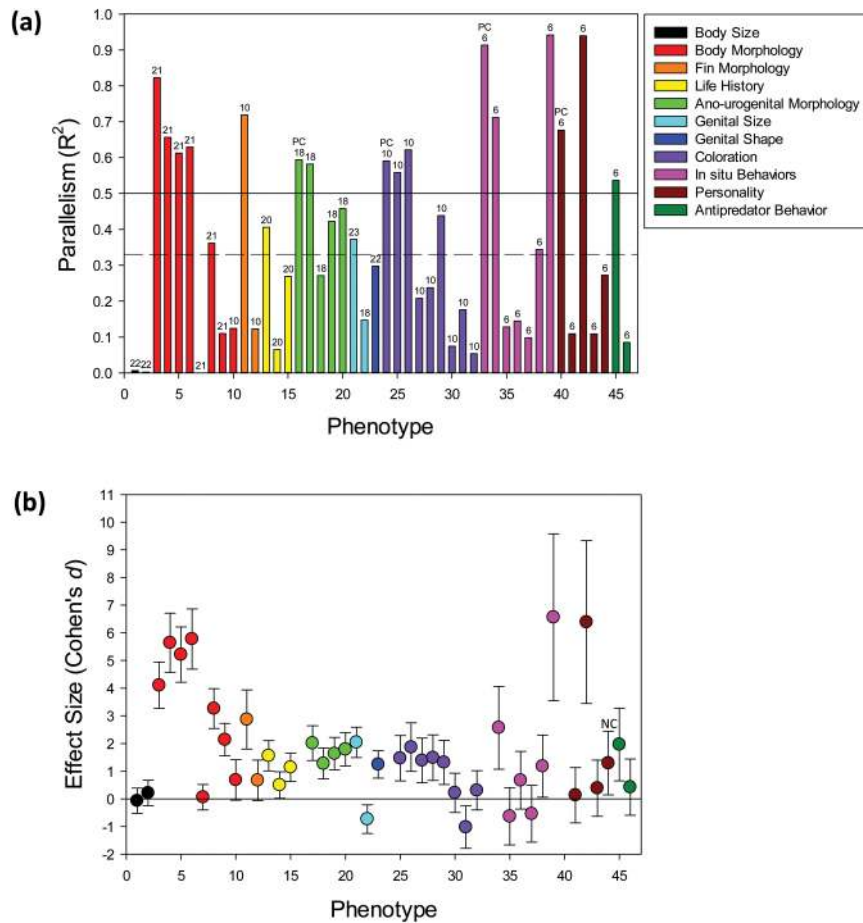 (a)
1.0
0.9
0.8
0.7
0.6
0.5
0.4
0.3
0.2
0.1
0.0
Parallelism (R²)
22 22 21 21 21 21 21 21 21 10 10 10 20 20 20 PC 18 18 18 18 18 23 18 22 PC 10 10 10 10 10 10 10 10 10 PC 6 6 6 6 6 6 6 PC 6 6 6 6 6 6 6
0 5 10 15 20 25 30 35 40 45
Phenotype
Body Size
Body Morphology
Fin Morphology
Life History
Ano-urogenital Morphology
Genital Size
Genital Shape
Coloration
In situ Behaviors
Personality
Antipredator Behavior
(b)
11
10
9
8
7
6
5
4
3
2
1
0
-1
-2
Effect Size (Cohen's d)
NC
0 5 10 15 20 25 30 35 40 45
Phenotype